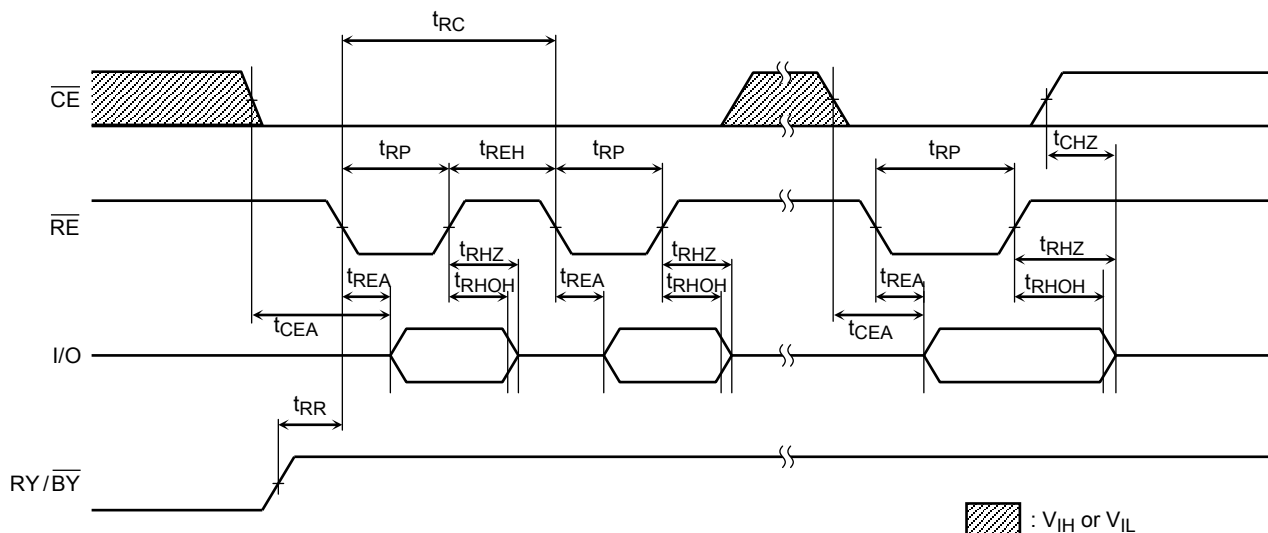 tRC
CE
tCHZ
tRP tREH tRP tRP
RE
tRHZ tRHZ tRHZ
tREA tRHOH tREA tRHOH tREA tRHOH
tCEA tCEA
I/O
tRR
RY/BY
: VIH or VIL